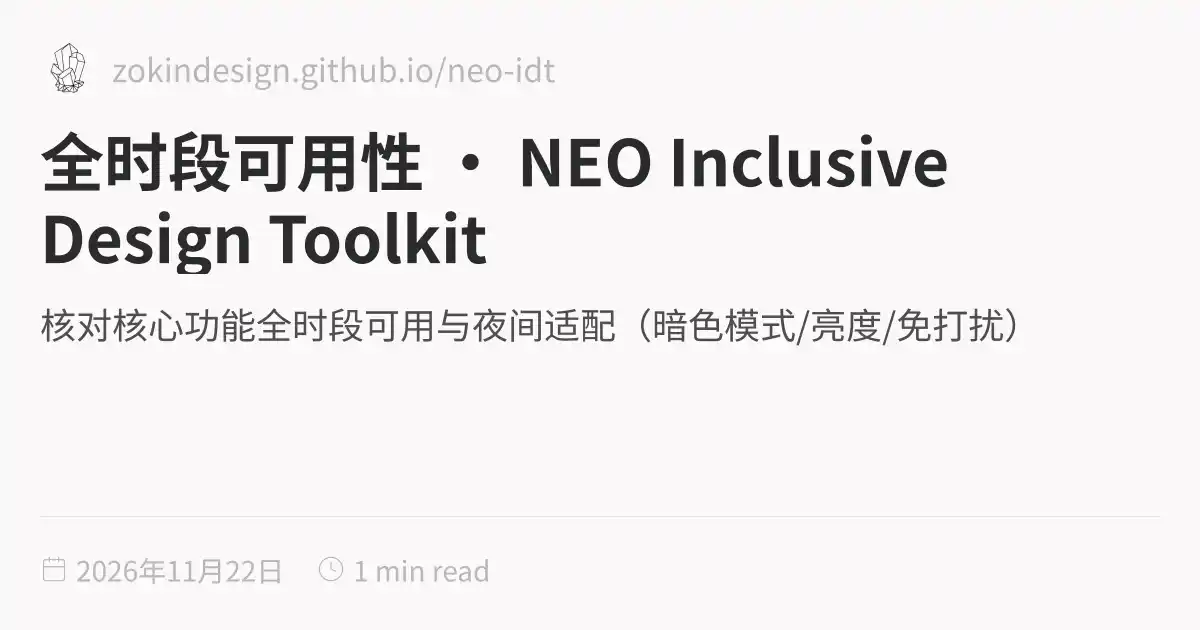 zokindesign.github.io/neo-idt
全时段可用性 · NEO Inclusive
Design Toolkit
核对核心功能全时段可用与夜间适配（暗色模式/亮度/免打扰）
2026年11月22日 1 min read